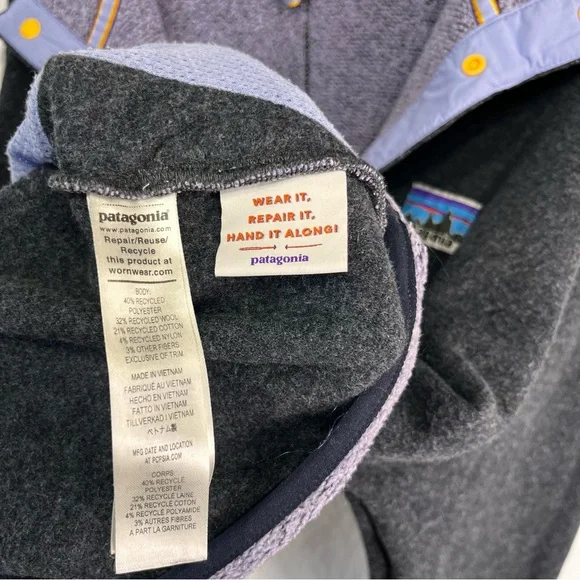 patagonia®
www.patagonia.com
Repair/Reuse/
Recycle
this product at
wornwear.com
BODY:
40% RECYCLED
POLYESTER
32% RECYCLED WOOL
21% RECYCLED COTTON
4% RECYCLED NYLON
3% OTHER FIBERS
EXCLUSIVE OF TRIM
MADE IN VIETNAM
FABRIQUÉ AU VIETNAM
HECHO EN VIETNAM
FATTO IN VIETNAM
TILLVERKAD I VIETNAM
ベトナム製
MFG DATE AND LOCATION
AT PCPSIA.COM
CORPS:
40% RECYCLÉ
POLYESTER
32% RECYCLÉ LAINE
21% RECYCLÉ COTON
4% RECYCLÉ POLYAMIDE
3% AUTRES FIBRES
A PART LA GARNITURE
WEAR IT,
REPAIR IT,
HAND IT ALONG!
patagonia